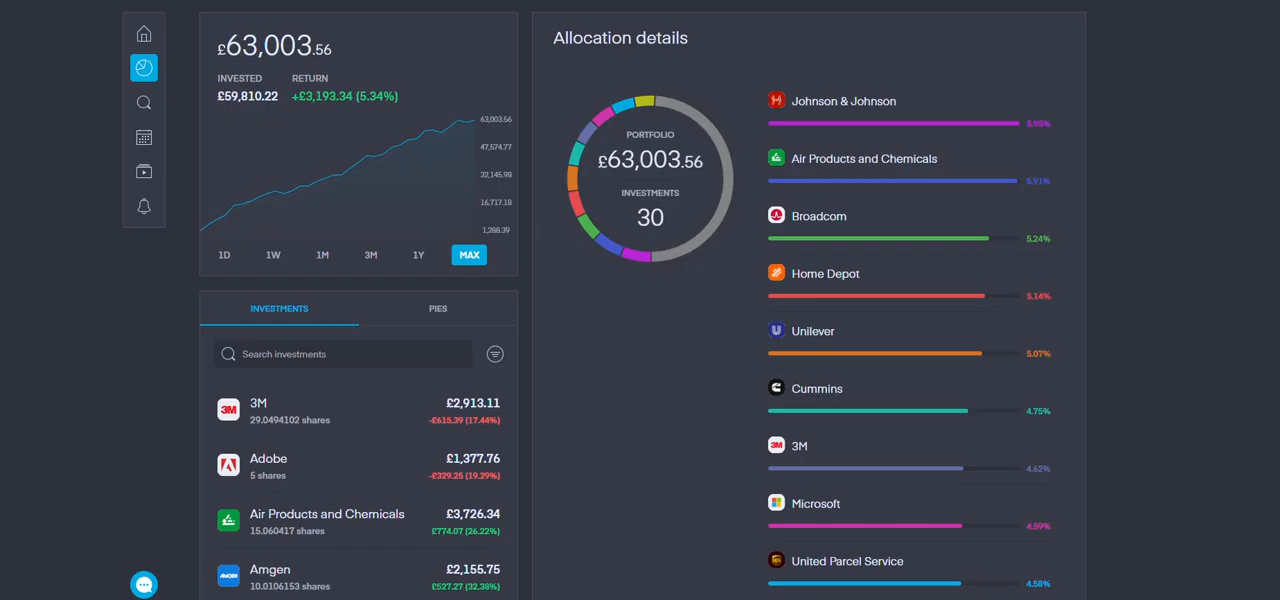 £63,003.56
INVESTED RETURN
£59,810.22 +£3,193.34 (5.34%)
63,003.56
47,574.77
32,145.98
16,717.18
1,288.39
1D 1W 1M 3M 1Y MAX
INVESTMENTS PIES
Search investments
3M £2,913.11
29.0494102 shares -£615.39 (17.44%)
Adobe £1,377.76
5 shares -£329.25 (19.29%)
Air Products and Chemicals £3,726.34
15.060417 shares £774.07 (26.22%)
Amgen £2,155.75
10.0106153 shares £527.27 (32.38%)
Allocation details
PORTFOLIO
£63,003.56
INVESTMENTS
30
Johnson & Johnson
5.95%
Air Products and Chemicals
5.91%
Broadcom
5.24%
Home Depot
5.14%
Unilever
5.07%
Cummins
4.75%
3M
3M
4.62%
Microsoft
4.59%
United Parcel Service
4.58%